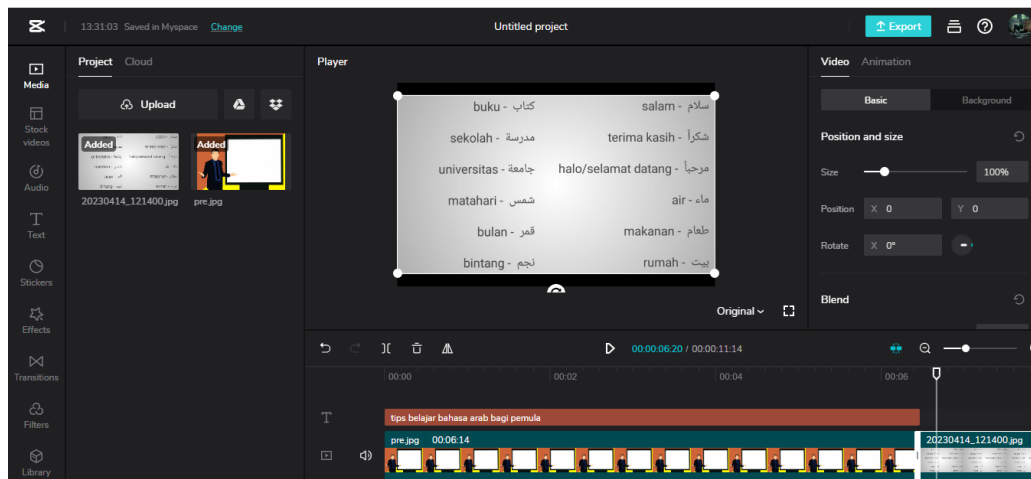 13:31:03 Saved in Myspace Change
Untitled project
Export
Media
Stock videos
Audio
Text
Stickers
Effects
Transitions
Filters
Library
Project Cloud
Upload
Added
Added
20230414_121400.jpg
pre.jpg
Player
buku - كتاب
salam - سلام
sekolah - مدرسة
terima kasih - شكراً
universitas - جامعة
halo/selamat datang - مرحباً
matahari - شمس
air - ماء
bulan - قمر
makanan - طعام
bintang - نجم
rumah - بيت
Original
Video Animation
Basic Background
Position and size
Size 100%
Position X 0 Y 0
Rotate X 0°
Blend
00:00:06:20 / 00:00:11:14
00:00 00:02 00:04 00:06
tips belajar bahasa arab bagi pemula
pre.jpg 00:06:14
20230414_121400.jpg